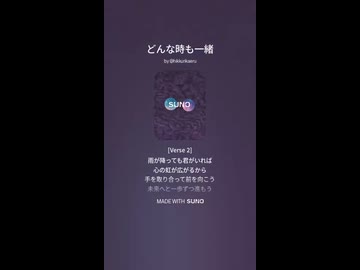 どんな時も一緒
SUNO
[Verse 2]
雨が降っても君がいれば
心の虹が広がるから
手を取り合って前を向こう
未来へと一歩ずつ進もう
MADE WITH SUNO